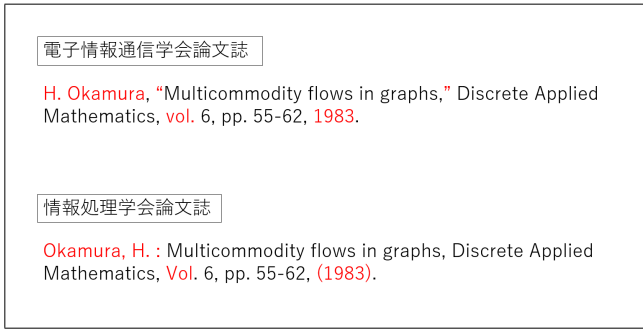 電子情報通信学会論文誌
H. Okamura, “Multicommodity flows in graphs,” Discrete Applied
Mathematics, vol. 6, pp. 55-62, 1983.
情報処理学会論文誌
Okamura, H. : Multicommodity flows in graphs, Discrete Applied
Mathematics, Vol. 6, pp. 55-62, (1983).